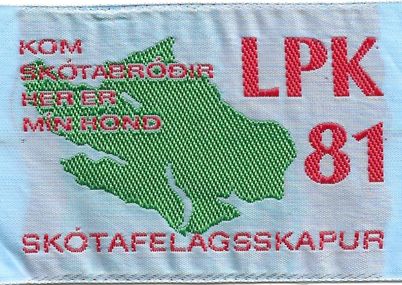 KOM
SKÓTABRÓÐIR
HER ER
MÍN HOND
LPK
81
SKÓTAFELAGSSKAPUR